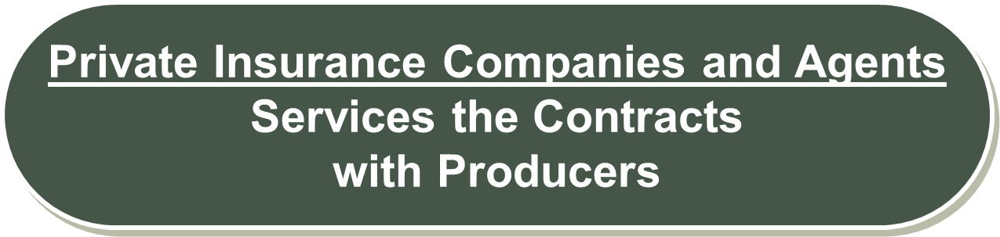 Private Insurance Companies and Agents
Services the Contracts
with Producers